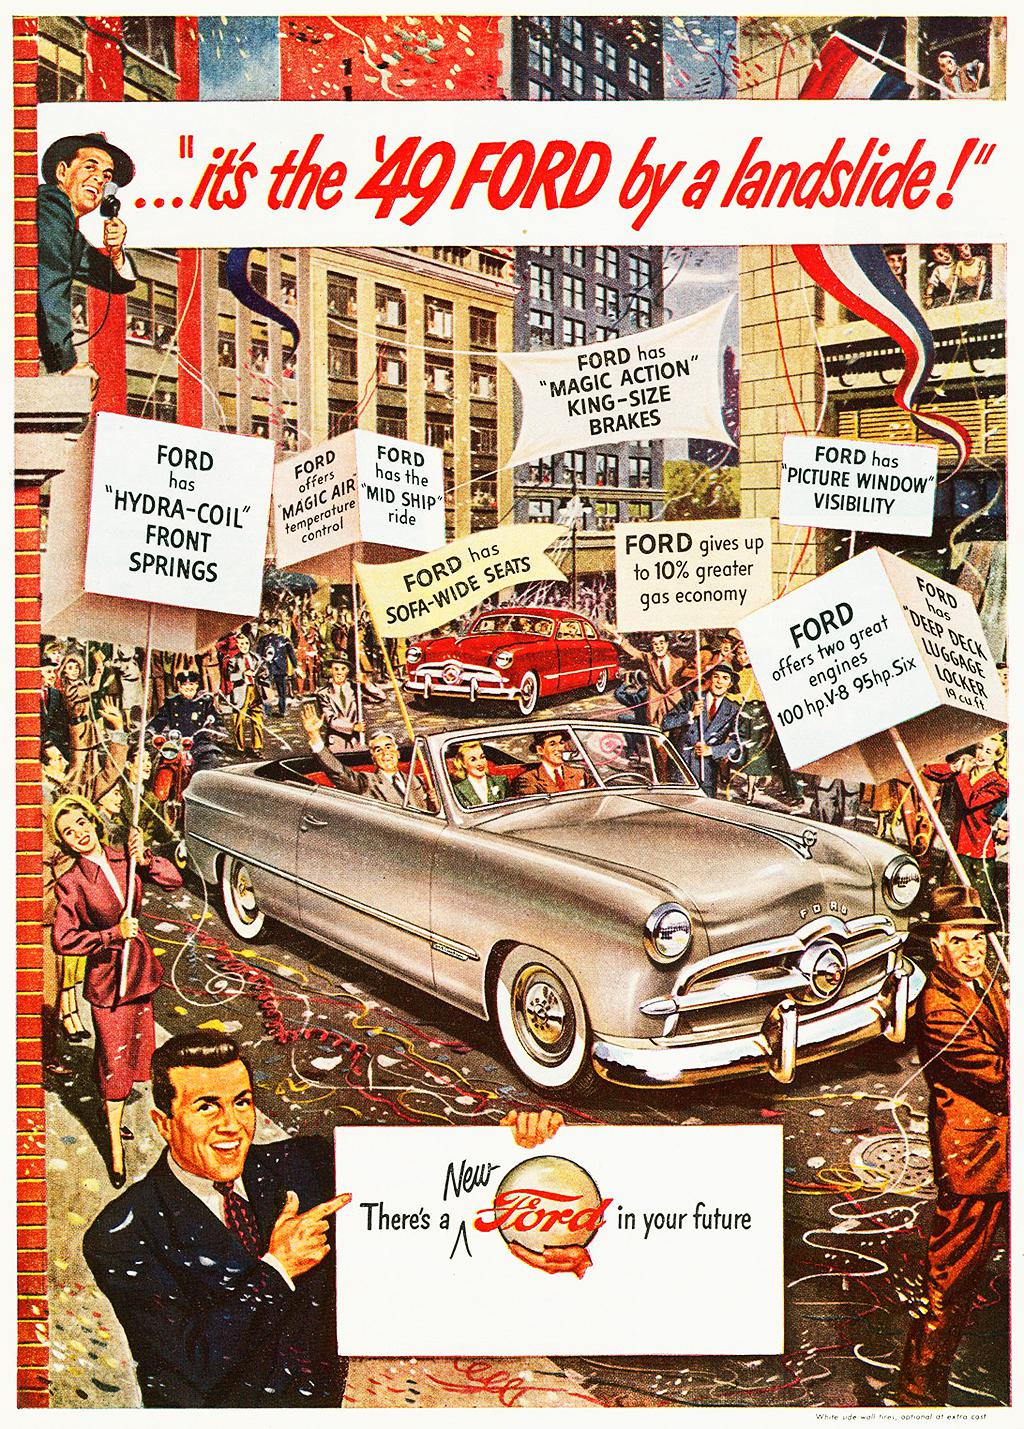 ..."it's the '49 FORD by a landslide!"
FORD has
"MAGIC ACTION"
KING-SIZE
BRAKES
FORD
has
"HYDRA-COIL"
FRONT
SPRINGS
FORD
offers
"MAGIC AIR"
temperature
control
FORD
has the
"MID SHIP"
ride
FORD has
"PICTURE WINDOW"
VISIBILITY
FORD has
SOFA-WIDE SEATS
FORD gives up
to 10% greater
gas economy
FORD
offers two great
engines
100 hp.V-8 95hp.Six
FORD
has
"DEEP DECK
LUGGAGE
LOCKER
19 cu.ft
FORD
New
There's a Ford in your future
White side wall tires, optional at extra cost